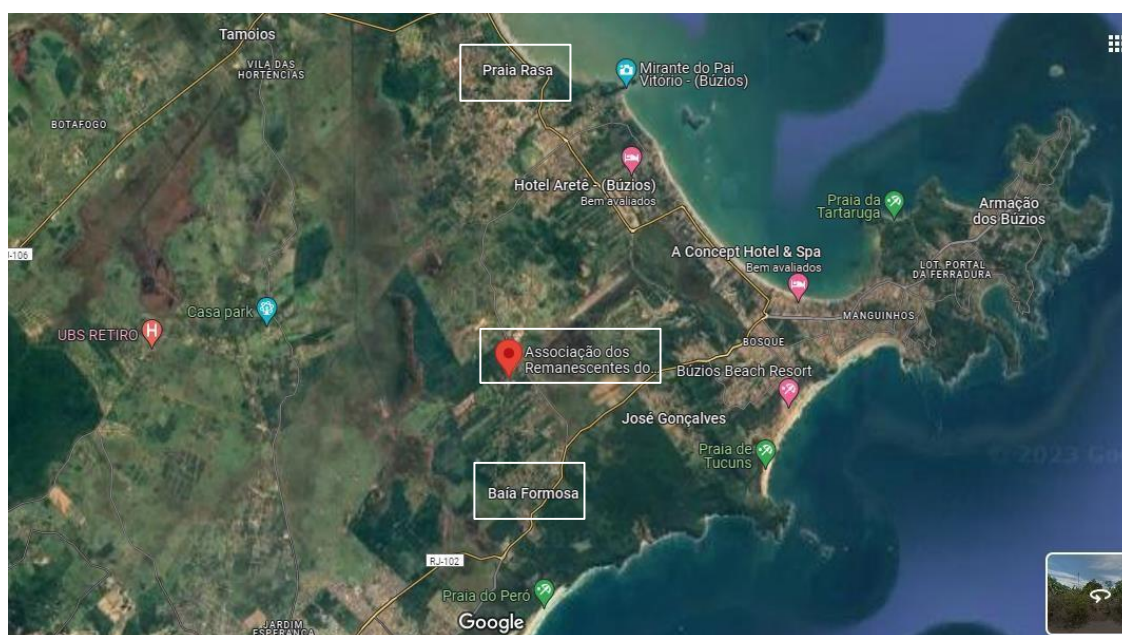 Tamoios
VILA DAS
HORTÊNCIAS
Praia Rasa
Mirante do Pai
Vitório - (Búzios)
BOTAFOGO
Hotel Aretê - (Búzios)
Bem avaliados
Praia da
Tartaruga
Armação
dos Búzios
A Concept Hotel & Spa
Bem avaliados
LOT. PORTAL
DA FERRADURA
-106
Casa park
UBS RETIRO
H
MANGUINHOS
BOSQUE
Associação dos
Remanescentes do...
Búzios Beach Resort
José Gonçalves
Praia de
Tucuns
© 2023 Goo
Baía Formosa
RJ-102
Praia do Peró
Google
JARDIM
ESPERANÇA